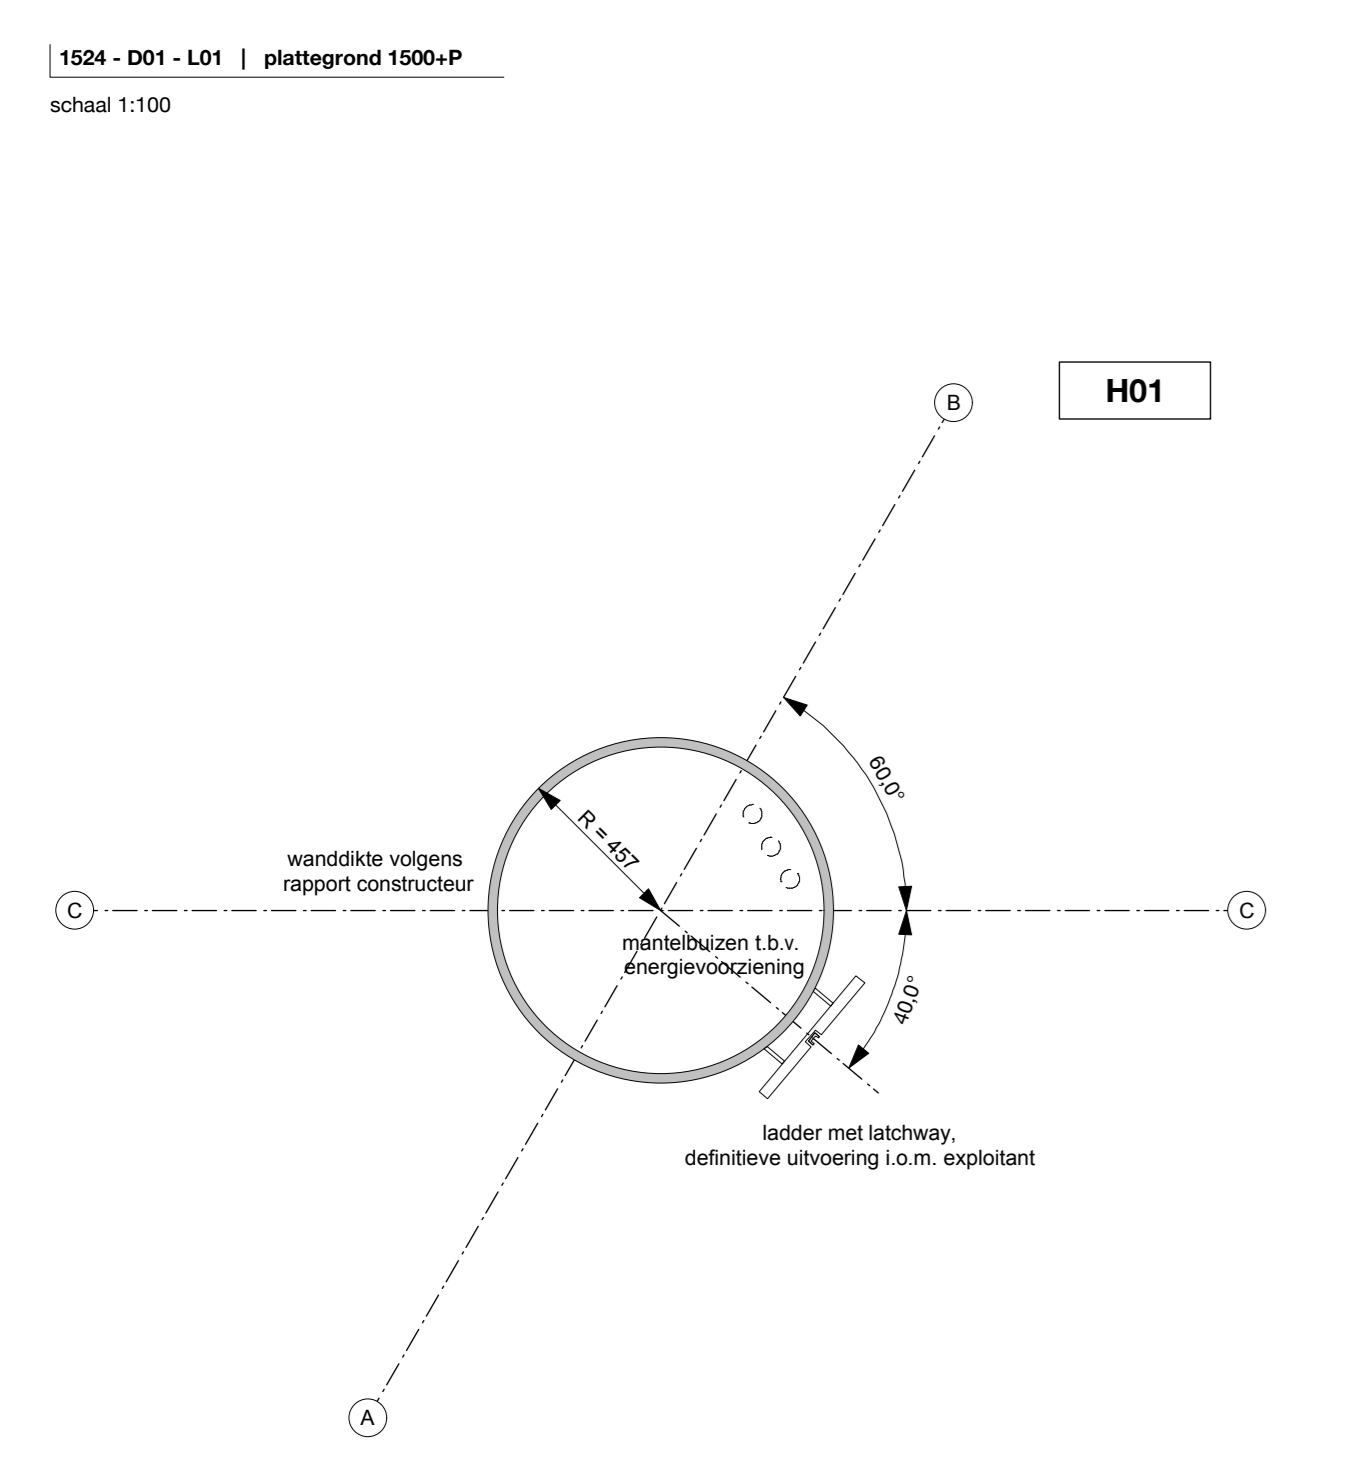 1524 - D01 - L01 | plattegrond 1500+P
schaal 1:100
H01
B
60,0°
R = 457
wanddikte volgens
rapport constructeur
C
C
mantelbuizen t.b.v.
energievoorziening
40,0°
ladder met latchway,
definitieve uitvoering i.o.m. exploitant
A